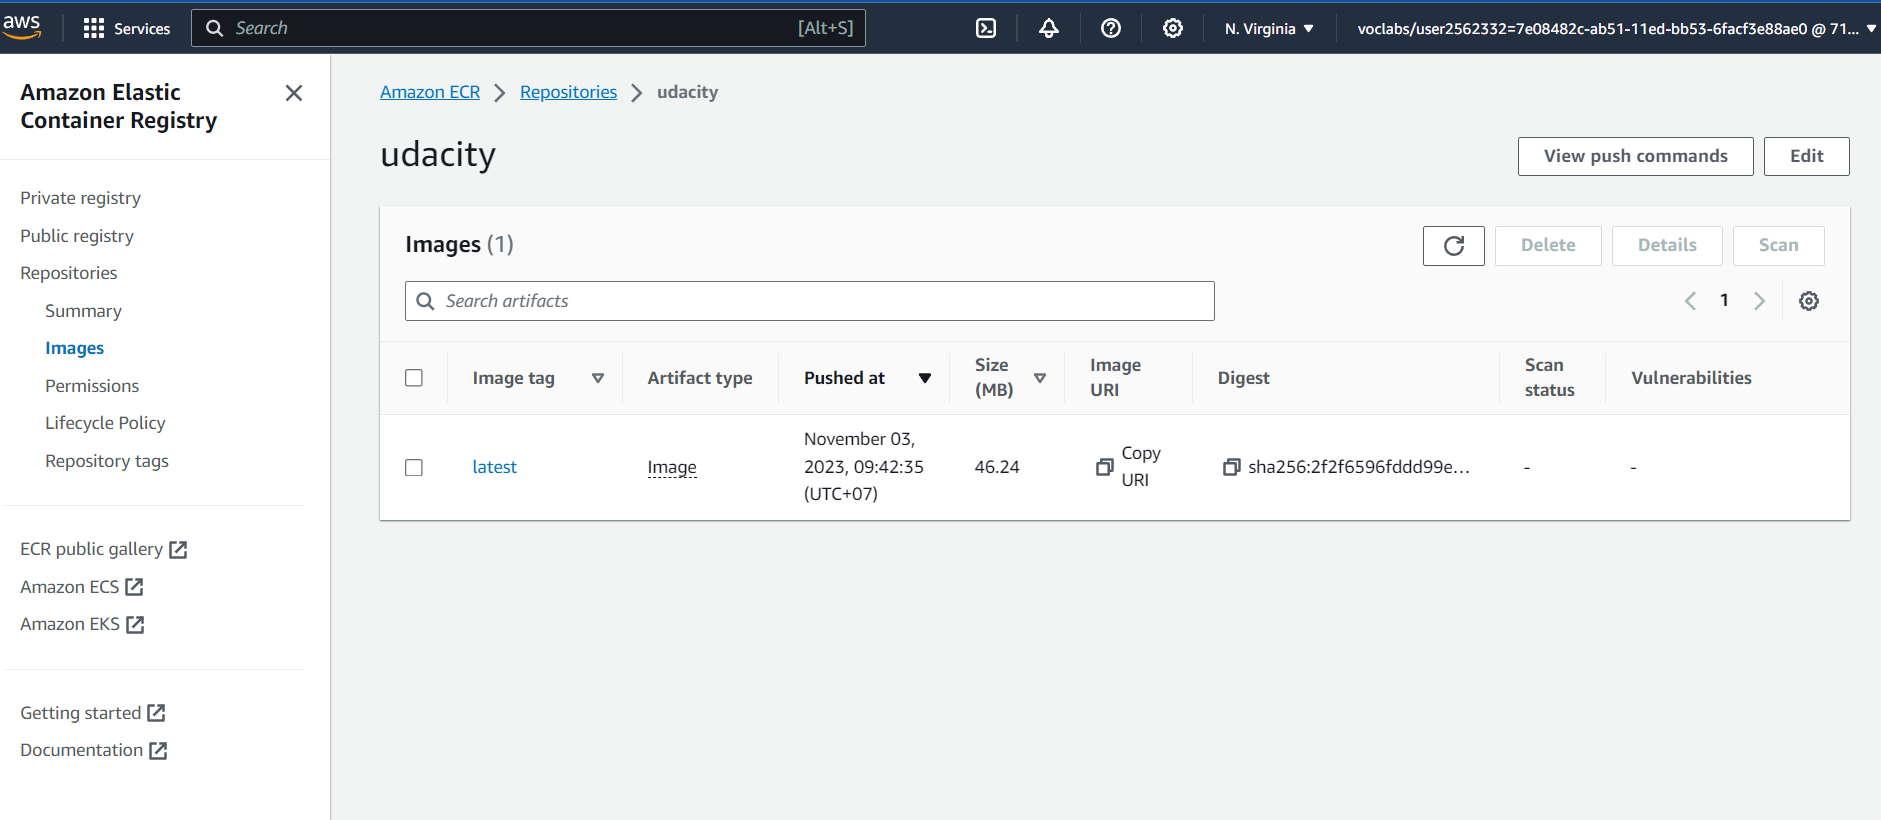 aws
Services
Search
[Alt+S]
N. Virginia
voclabs/user2562332=7e08482c-ab51-11ed-bb53-6facf3e88ae0 @ 71...
Amazon Elastic
Container Registry
Private registry
Public registry
Repositories
Summary
Images
Permissions
Lifecycle Policy
Repository tags
ECR public gallery
Amazon ECS
Amazon EKS
Getting started
Documentation
Amazon ECR
Repositories
udacity
udacity
View push commands
Edit
Images (1)
Delete
Details
Scan
Search artifacts
1
Image tag
Artifact type
Pushed at
Size
(MB)
Image
URI
Digest
Scan
status
Vulnerabilities
latest
Image
November 03,
2023, 09:42:35
(UTC+07)
46.24
Copy
URI
sha256:2f2f6596fddd99e...
-
-